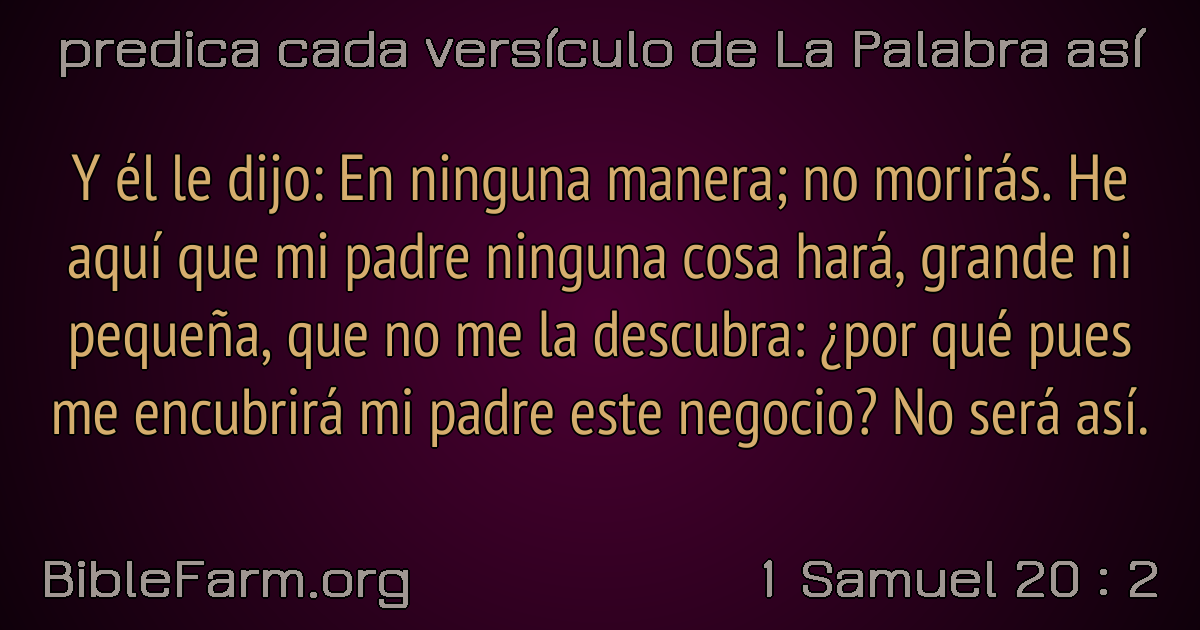 predica cada versículo de La Palabra así
Y él le dijo: En ninguna manera; no morirás. He
aquí que mi padre ninguna cosa hará, grande ni
pequeña, que no me la descubra: ¿por qué pues
me encubrirá mi padre este negocio? No será así.
BibleFarm.org
1 Samuel 20 : 2